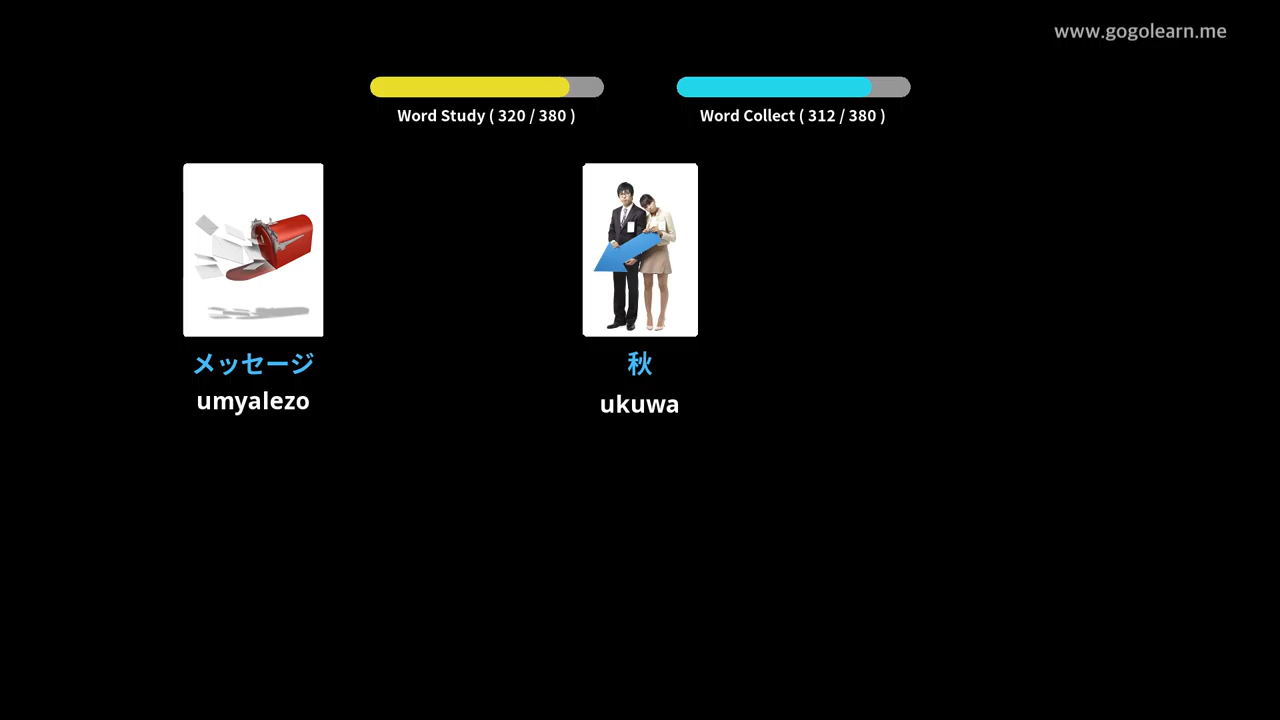 www.gogolearn.me
Word Study ( 320 / 380 )
Word Collect ( 312 / 380 )
メッセージ
umyalezo
秋
ukuwa